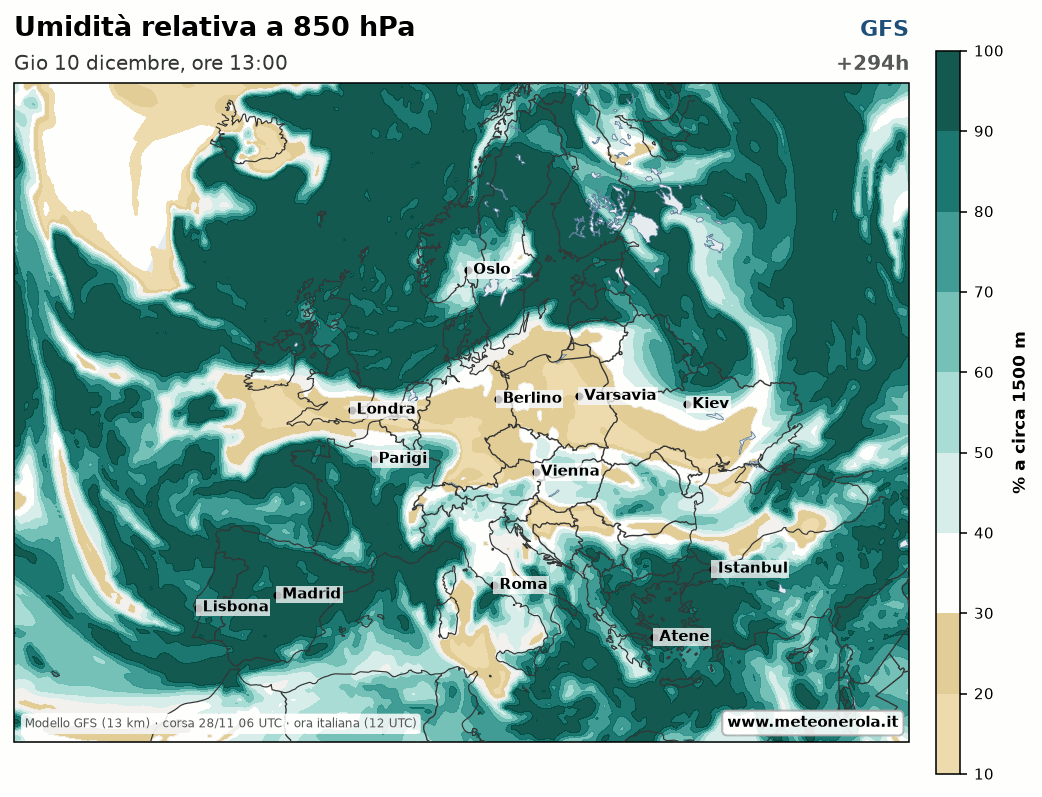 Umidità relativa a 850 hPa
GFS
Gio 10 dicembre, ore 13:00
+294h
100
90
80
70
60
50
40
30
20
10
% a circa 1500 m
Oslo
Londra
Berlino
Varsavia
Kiev
Parigi
Vienna
Istanbul
Roma
Madrid
Lisbona
Atene
Modello GFS (13 km) · corsa 28/11 06 UTC · ora italiana (12 UTC)
www.meteonerola.it